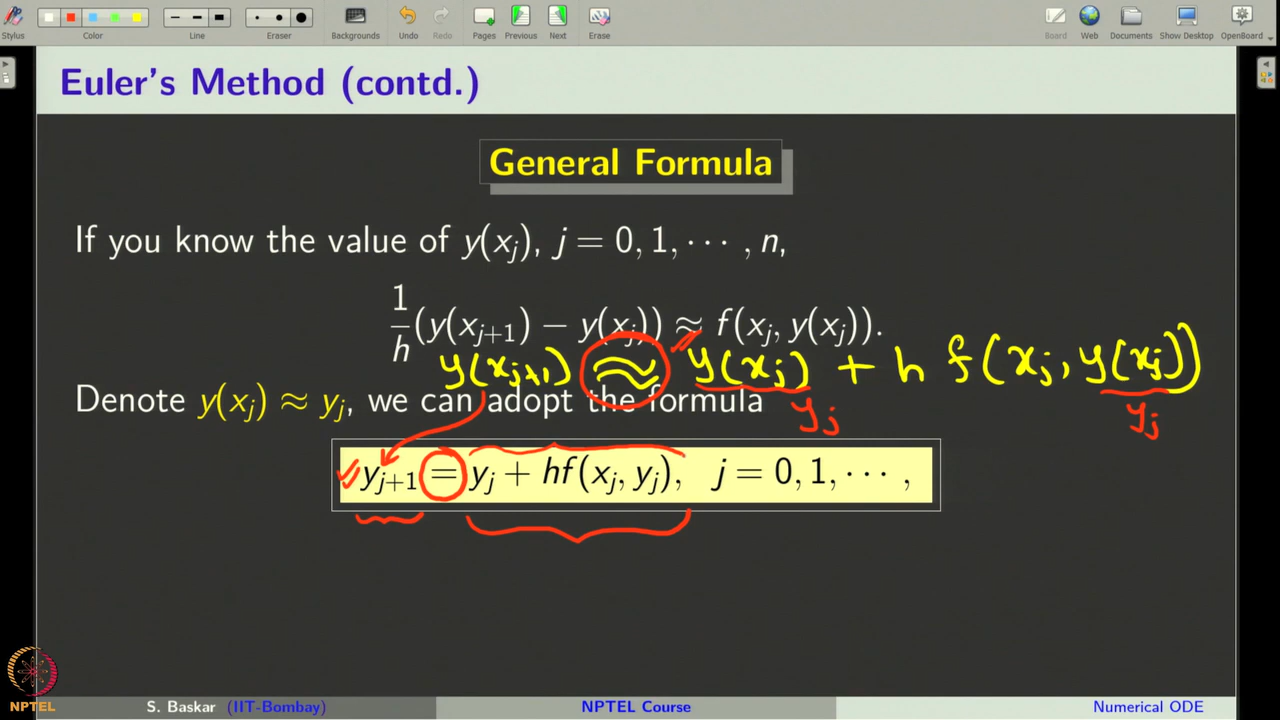 Stylus Color Line Eraser Backgrounds Undo Redo Pages Previous Next Erase Board Web Documents Show Desktop OpenBoard
Euler's Method (contd.)
General Formula
If you know the value of y(x_j), j = 0, 1, ⋯ , n,
1/h (y(x_{j+1}) − y(x_j)) ≈ f(x_j, y(x_j)).
y(x_{j+1}) ≈ y(x_j) + h f(x_j, y(x_j))
Denote y(x_j) ≈ y_j, we can adopt the formula
y_j y_j
y_{j+1} = y_j + hf(x_j, y_j), j = 0, 1, ⋯ ,
NPTEL
S. Baskar (IIT-Bombay) NPTEL Course Numerical ODE